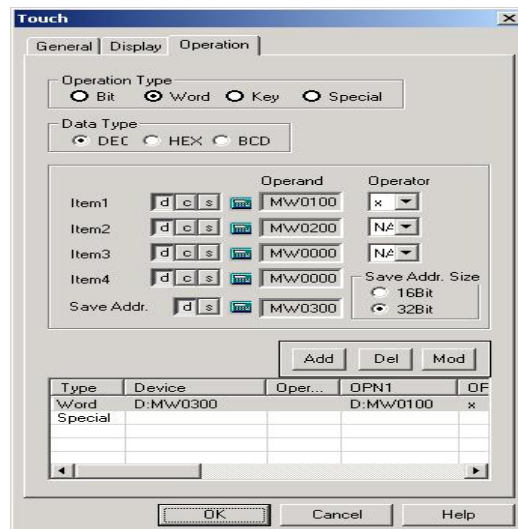 Touch
General Display Operation
Operation Type
Bit Word Key Special
Data Type
DEC HEX BCD
Operand Operator
Item1 d c s MW0100 x
Item2 d c s MW0200 NA
Item3 d c s MW0000 NA
Item4 d c s MW0000
Save Addr. Size
16Bit
32Bit
Save Addr. d s MW0300
Add Del Mod
Type Device Oper... OPN1 OF
Word D:MW0300 D:MW0100 x
Special
OK Cancel Help